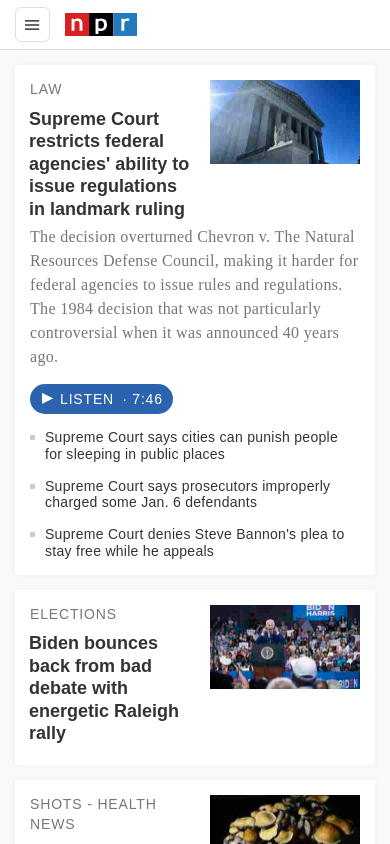 npr
LAW
Supreme Court
restricts federal
agencies' ability to
issue regulations
in landmark ruling
The decision overturned Chevron v. The Natural
Resources Defense Council, making it harder for
federal agencies to issue rules and regulations.
The 1984 decision that was not particularly
controversial when it was announced 40 years
ago.
LISTEN · 7:46
Supreme Court says cities can punish people
for sleeping in public places
Supreme Court says prosecutors improperly
charged some Jan. 6 defendants
Supreme Court denies Steve Bannon's plea to
stay free while he appeals
ELECTIONS
BIDEN
HARRIS
Biden bounces
back from bad
debate with
energetic Raleigh
rally
SHOTS - HEALTH
NEWS